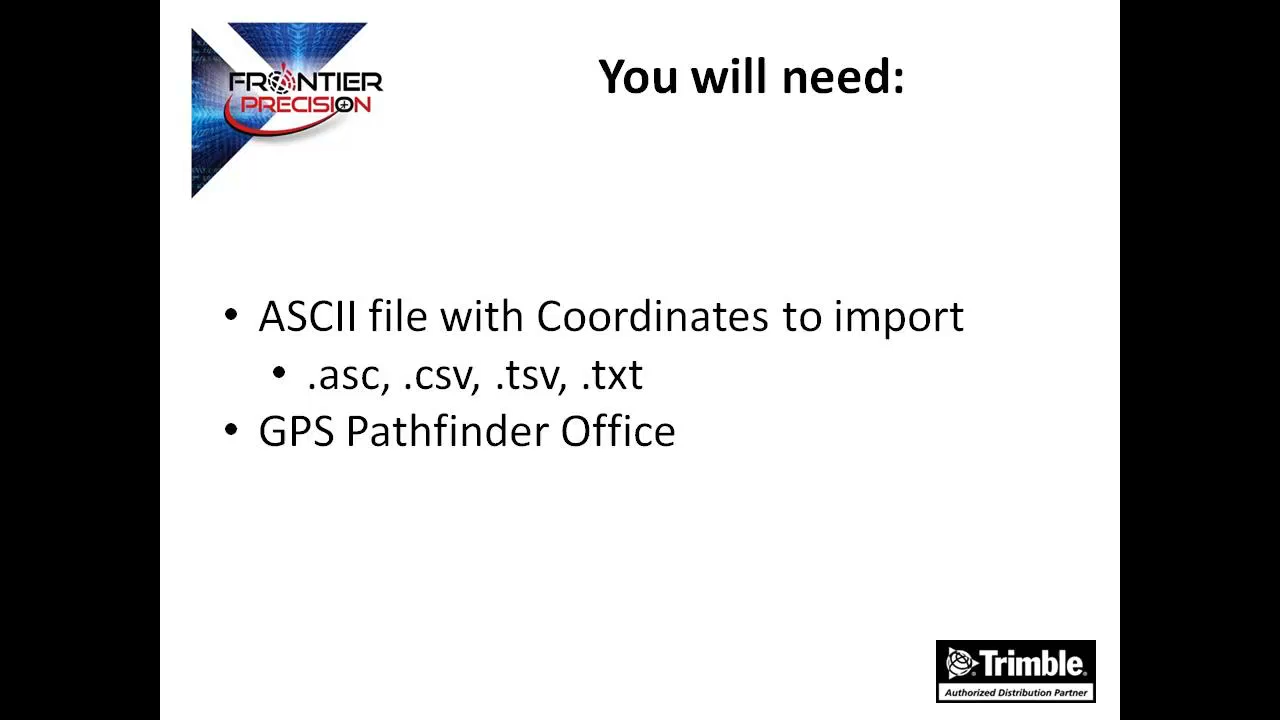 FRONTIER
PRECISION
You will need:
• ASCII file with Coordinates to import
• .asc, .csv, .tsv, .txt
• GPS Pathfinder Office
Trimble.
Authorized Distribution Partner